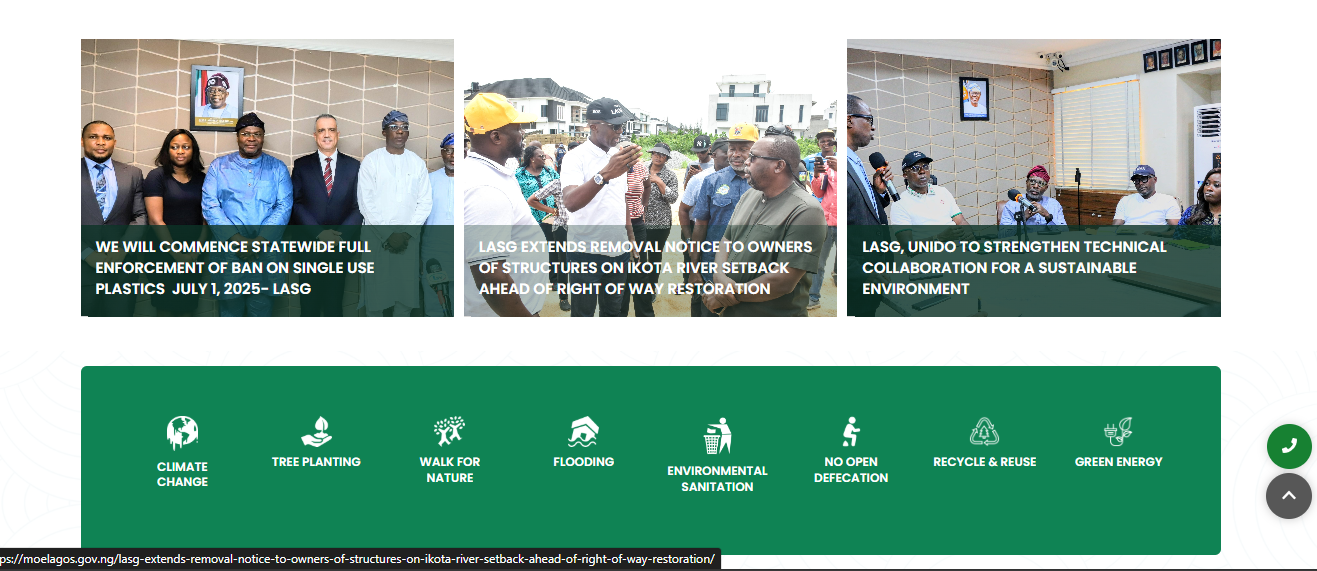 WE WILL COMMENCE STATEWIDE FULL
ENFORCEMENT OF BAN ON SINGLE USE
PLASTICS JULY 1, 2025- LASG
LASG EXTENDS REMOVAL NOTICE TO OWNERS
OF STRUCTURES ON IKOTA RIVER SETBACK
AHEAD OF RIGHT OF WAY RESTORATION
LASG, UNIDO TO STRENGTHEN TECHNICAL
COLLABORATION FOR A SUSTAINABLE
ENVIRONMENT
CLIMATE
CHANGE
TREE PLANTING
WALK FOR
NATURE
FLOODING
ENVIRONMENTAL
SANITATION
NO OPEN
DEFECATION
RECYCLE & REUSE
GREEN ENERGY
ps://moelagos.gov.ng/lasg-extends-removal-notice-to-owners-of-structures-on-ikota-river-setback-ahead-of-right-of-way-restoration/